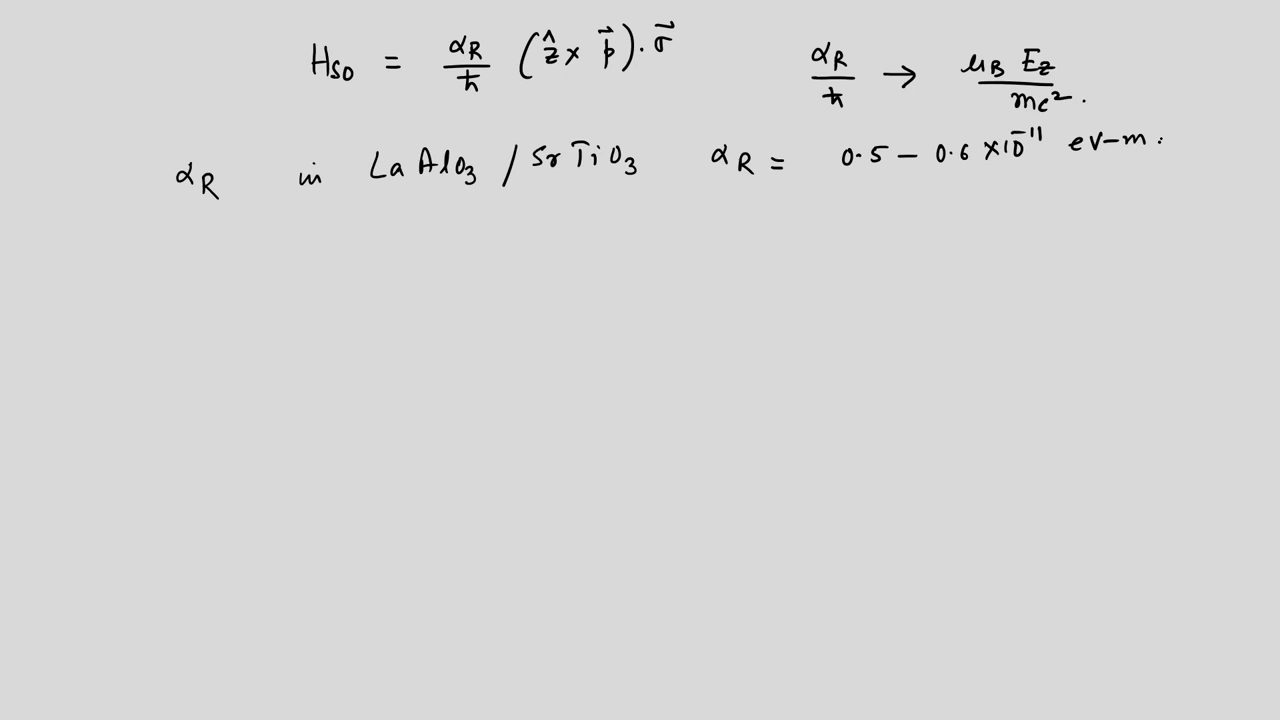 H_SO = α_R/ħ (ẑ × p⃗)·σ⃗    α_R/ħ → μ_B E_z / mc².
α_R in LaAlO₃ / SrTiO₃    α_R = 0.5 – 0.6 × 10⁻¹¹ eV–m.